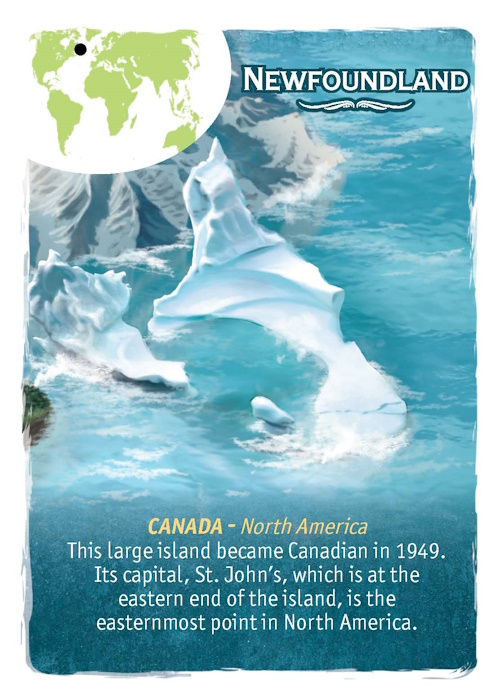 NEWFOUNDLAND
CANADA - North America
This large island became Canadian in 1949.
Its capital, St. John's, which is at the
eastern end of the island, is the
easternmost point in North America.